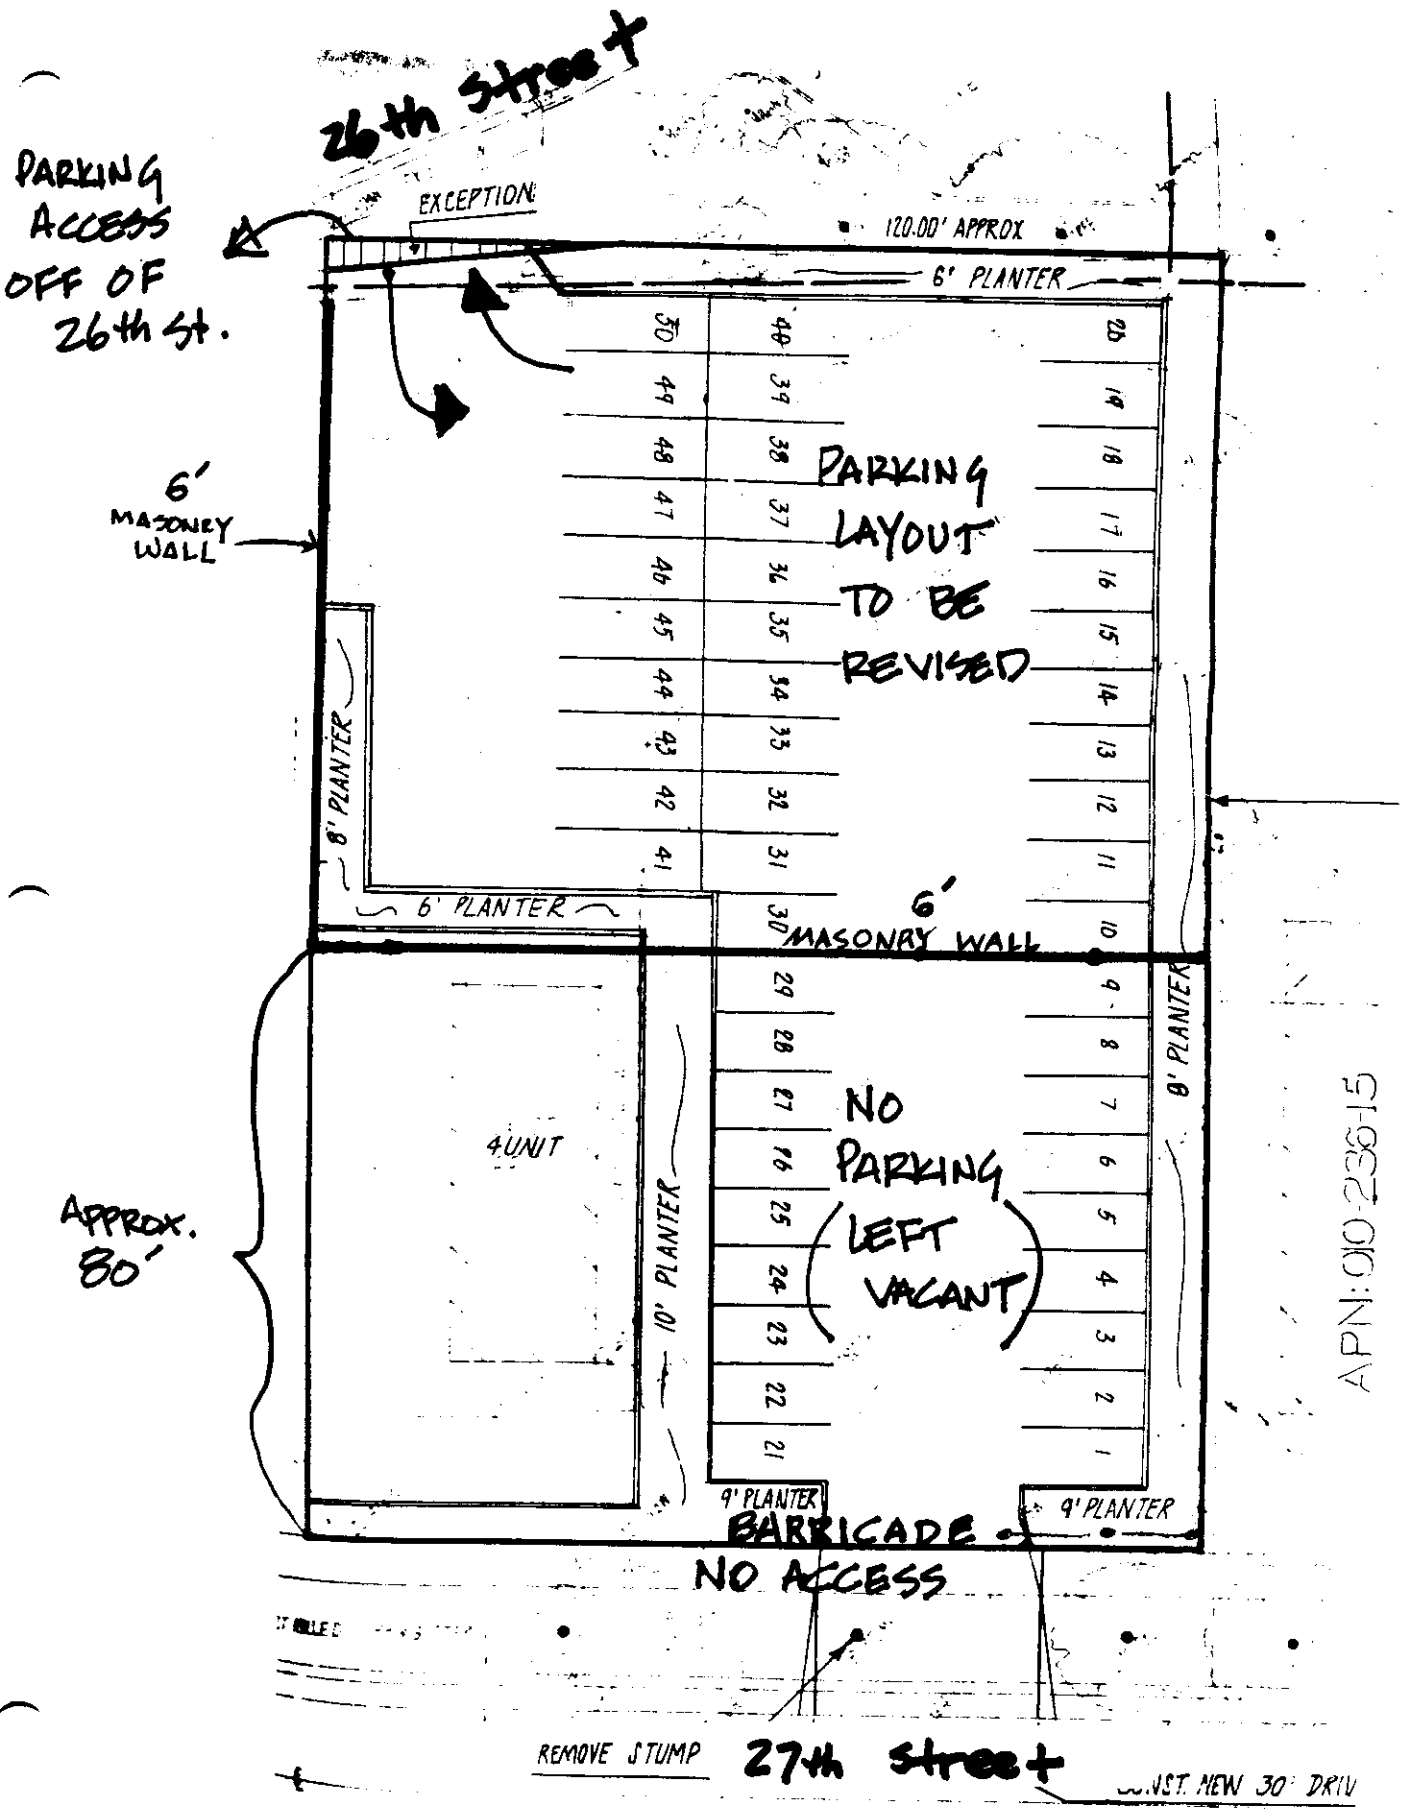 26th Street
PARKING
ACCESS
OFF OF
26th St.
EXCEPTION
120.00' APPROX
6' PLANTER
50 40 20
49 39 19
48 38 18
47 37 17
46 36 16
45 35 15
44 34 14
43 33 13
42 32 12
41 31 11
30 10
PARKING
LAYOUT
TO BE
REVISED
6'
MASONRY
WALL
8' PLANTER
6' PLANTER
6'
MASONRY WALL
29 9
28 8
27 7
26 6
25 5
24 4
23 3
22 2
21 1
8' PLANTER
4 UNIT
10' PLANTER
NO
PARKING
(LEFT
VACANT)
APPROX.
80'
APN: 010-236-15
9' PLANTER
9' PLANTER
BARRICADE
NO ACCESS
REMOVE STUMP
27th Street
NEW 30' DRIV